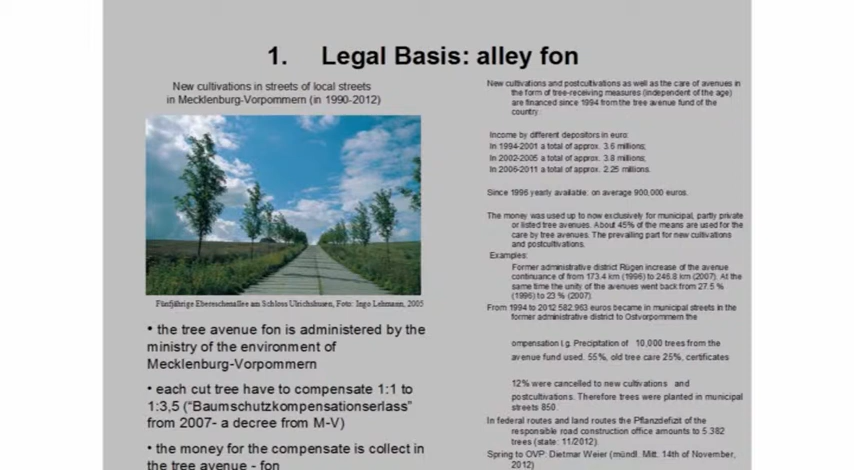 1. Legal Basis: alley fon
New cultivations in streets of local streets
in Mecklenburg-Vorpommern (in 1990-2012)
Fünfjährige Ebereschenallee am Schloss Ulrichshusen, Foto: Ingo Lehmann, 2005
• the tree avenue fon is administered by the
ministry of the environment of
Mecklenburg-Vorpommern
• each cut tree have to compensate 1:1 to
1:3,5 ("Baumschutzkompensationserlass"
from 2007- a decree from M-V)
• the money for the compensate is collect in
the tree avenue - fon
New cultivations and postcultivations as well as the care of avenues in
the form of tree-receiving measures (independent of the age)
are financed since 1994 from the tree avenue fund of the
country:
Income by different depositors in euro:
In 1994-2001 a total of approx. 3.6 millions;
In 2002-2005 a total of approx. 3.8 millions;
In 2006-2011 a total of approx. 2.25 millions.
Since 1996 yearly available: on average 900,000 euros.
The money was used up to now exclusively for municipal, partly private
or listed tree avenues. About 45% of the means are used for the
care by tree avenues. The prevailing part for new cultivations
and postcultivations.
Examples:
Former administrative district Rügen increase of the avenue
continuance of from 173.4 km (1996) to 248.8 km (2007). At the
same time the unity of the avenues went back from 27.5 %
(1996) to 23 % (2007).
From 1994 to 2012 582.963 euros became in municipal streets in the
former administrative district to Ostvorpommern the
ompensation i.g. Precipitation of 10,000 trees from the
avenue fund used. 55%, old tree care 25%, certificates
12% were cancelled to new cultivations and
postcultivations. Therefore trees were planted in municipal
streets 850.
In federal routes and land routes the Pflanzdefizit of the
responsible road construction office amounts to 5.382
trees (state: 11/2012).
Spring to OVP: Dietmar Weier (mündl. Mitt. 14th of November,
2012)